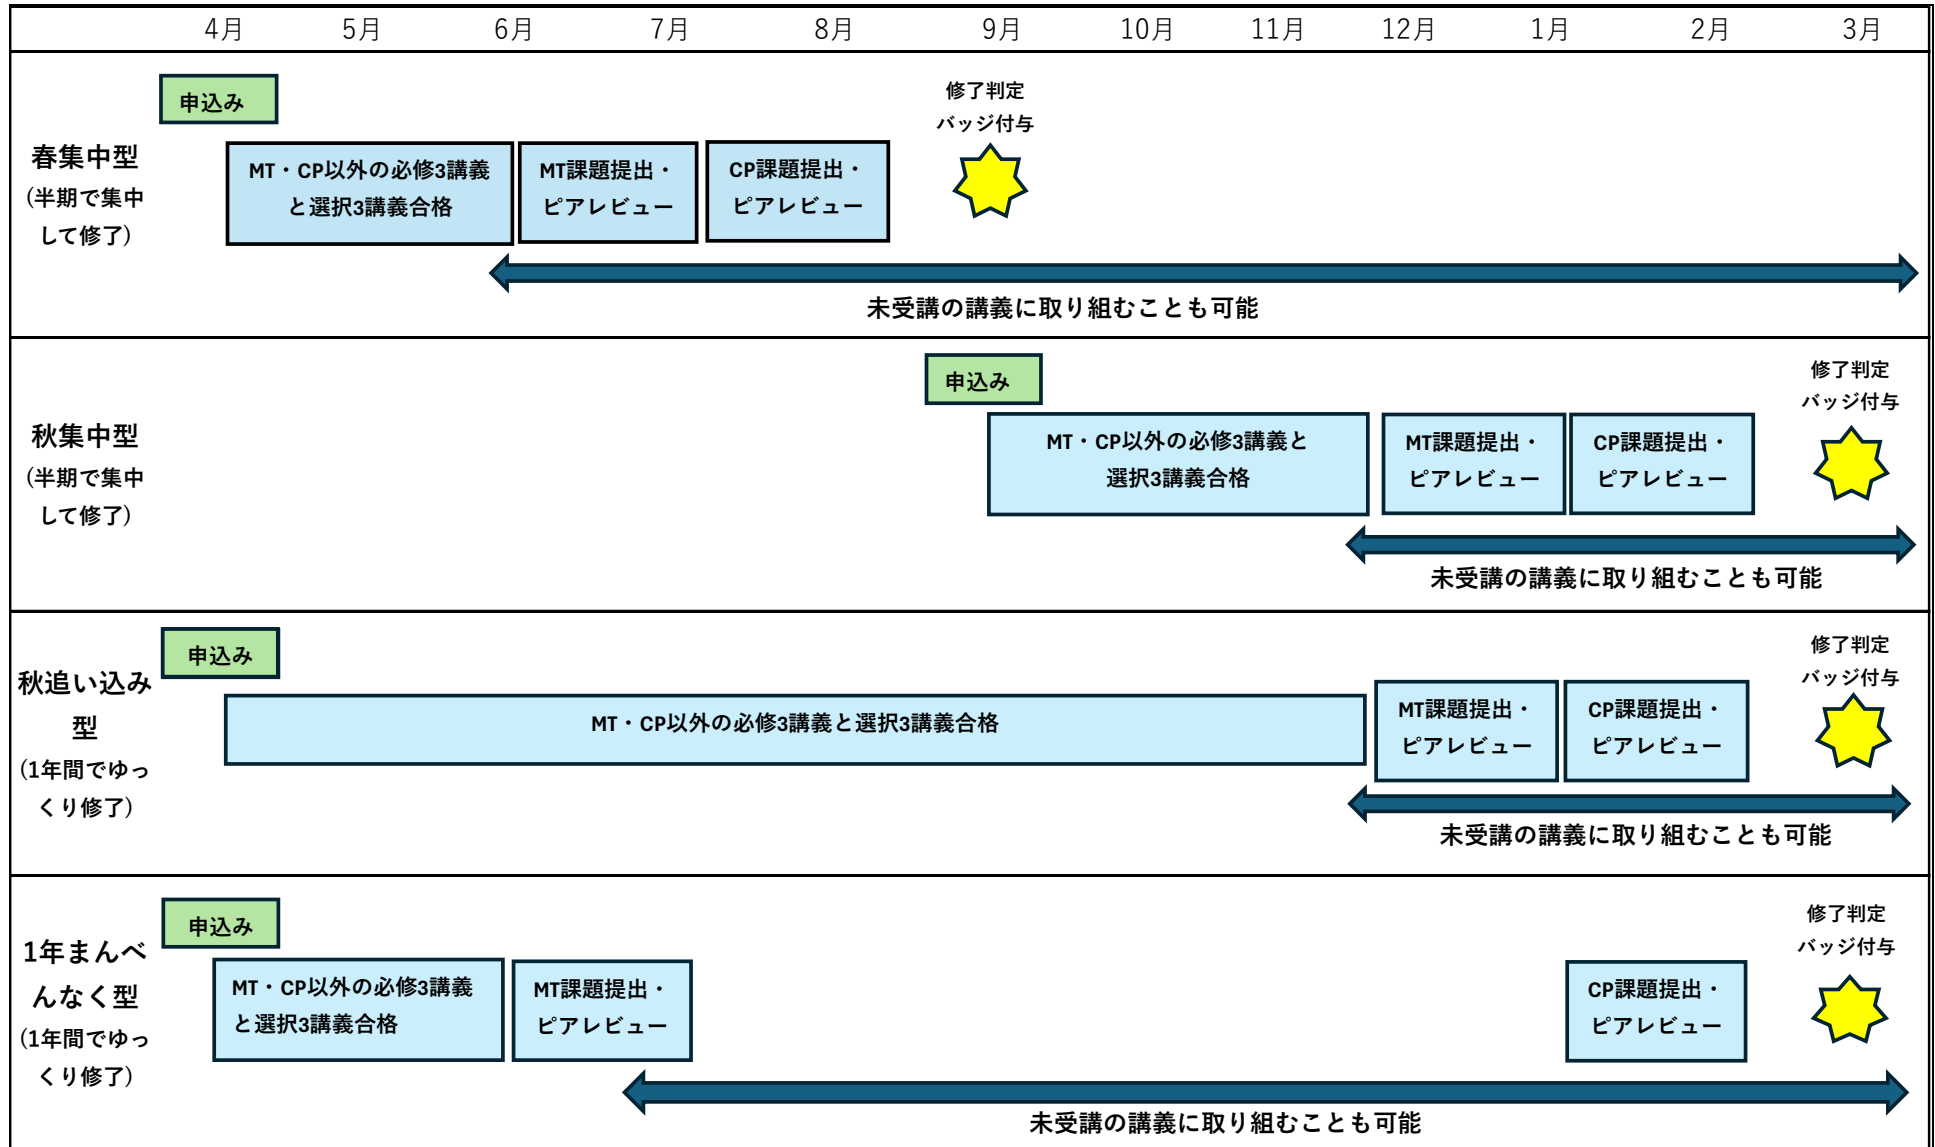 4月 5月 6月 7月 8月 9月 10月 11月 12月 1月 2月 3月
春集中型
(半期で集中
して修了)
申込み
MT・CP以外の必修3講義
と選択3講義合格
MT課題提出・
ピアレビュー
CP課題提出・
ピアレビュー
修了判定
バッジ付与
未受講の講義に取り組むことも可能
秋集中型
(半期で集中
して修了)
申込み
MT・CP以外の必修3講義と
選択3講義合格
MT課題提出・
ピアレビュー
CP課題提出・
ピアレビュー
修了判定
バッジ付与
未受講の講義に取り組むことも可能
秋追い込み
型
(1年間でゆっ
くり修了)
申込み
MT・CP以外の必修3講義と選択3講義合格
MT課題提出・
ピアレビュー
CP課題提出・
ピアレビュー
修了判定
バッジ付与
未受講の講義に取り組むことも可能
1年まんべ
んなく型
(1年間でゆっ
くり修了)
申込み
MT・CP以外の必修3講義
と選択3講義合格
MT課題提出・
ピアレビュー
CP課題提出・
ピアレビュー
修了判定
バッジ付与
未受講の講義に取り組むことも可能